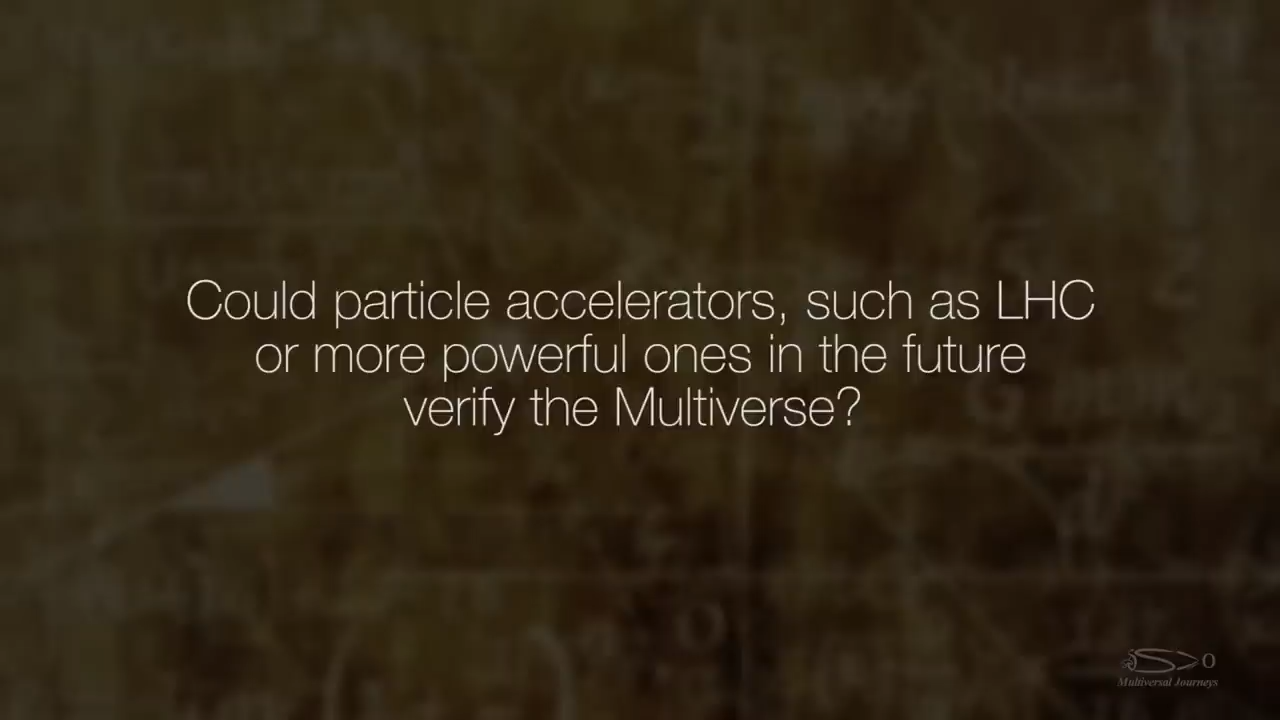 Could particle accelerators, such as LHC
or more powerful ones in the future
verify the Multiverse?
Multiversal Journeys